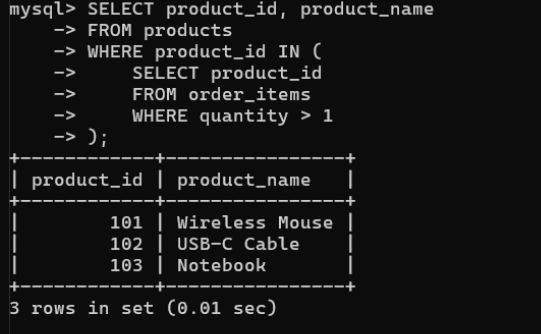 mysql> SELECT product_id, product_name
    -> FROM products
    -> WHERE product_id IN (
    ->     SELECT product_id
    ->     FROM order_items
    ->     WHERE quantity > 1
    -> );
+------------+----------------+
| product_id | product_name   |
+------------+----------------+
|        101 | Wireless Mouse |
|        102 | USB-C Cable    |
|        103 | Notebook       |
+------------+----------------+
3 rows in set (0.01 sec)